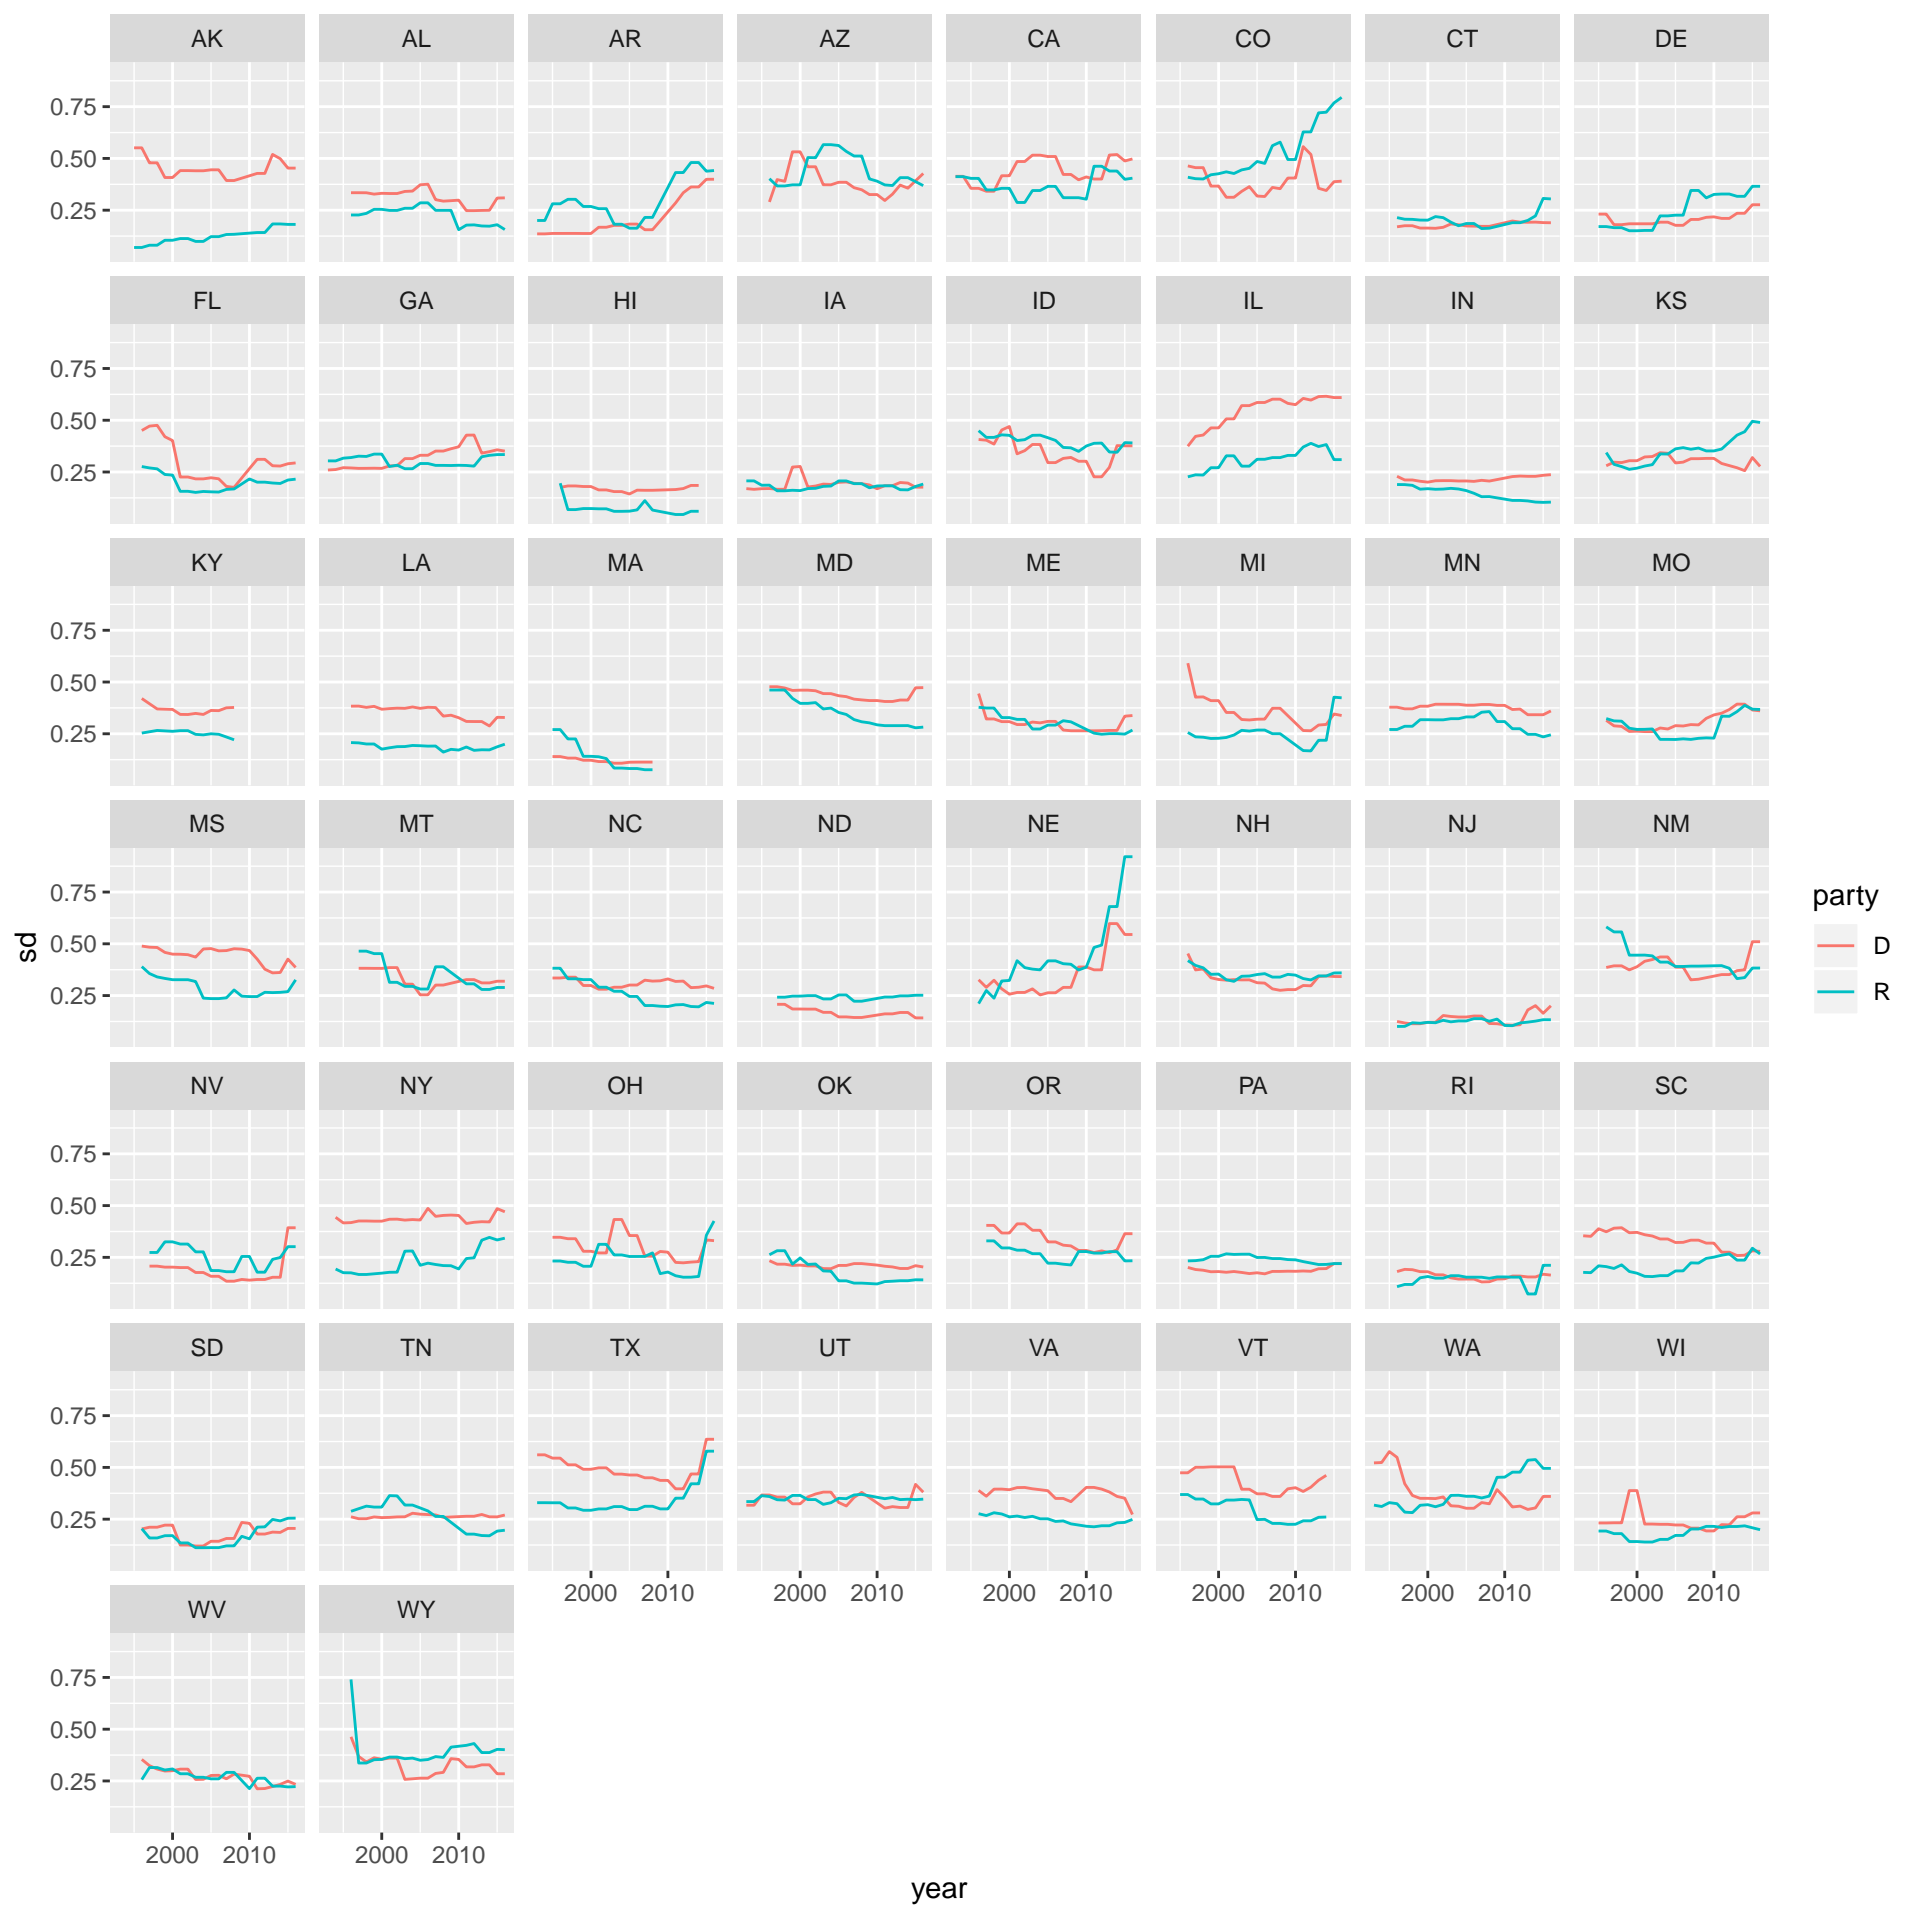 AK AL AR AZ CA CO CT DE
0.75
0.50
0.25
FL GA HI IA ID IL IN KS
0.75
0.50
0.25
KY LA MA MD ME MI MN MO
0.75
0.50
0.25
MS MT NC ND NE NH NJ NM
0.75
0.50
0.25
sd
party
D
R
NV NY OH OK OR PA RI SC
0.75
0.50
0.25
SD TN TX UT VA VT WA WI
0.75
0.50
0.25
2000 2010 2000 2010 2000 2010 2000 2010 2000 2010 2000 2010
WV WY
0.75
0.50
0.25
2000 2010 2000 2010
year